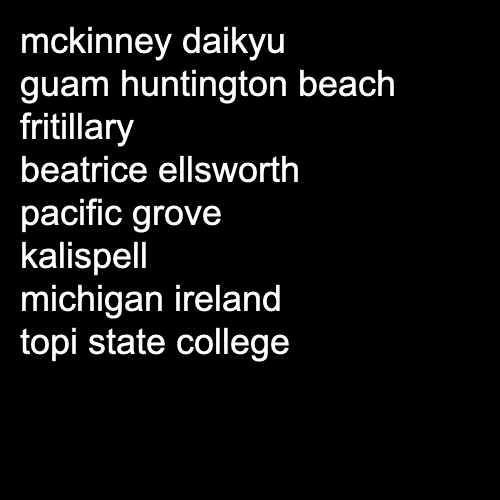 mckinney daikyu
guam huntington beach
fritillary
beatrice ellsworth
pacific grove
kalispell
michigan ireland
topi state college